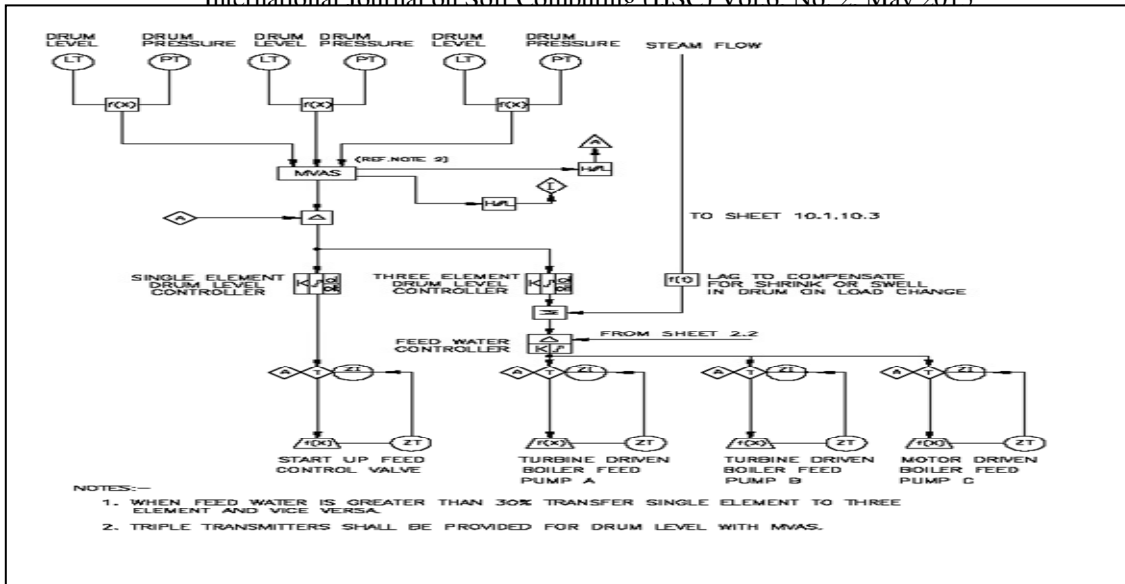 International Journal on Soft Computing (IJSC) Vol 6, No. 2, May 2015
DRUM LEVEL DRUM PRESSURE DRUM LEVEL DRUM PRESSURE DRUM LEVEL DRUM PRESSURE STEAM FLOW
LT PT LT PT LT PT
f(x) f(x) f(x)
(REF.NOTE 2)
A
MVAS
H/L
I
H/L
A
TO SHEET 10.1,10.3
SINGLE ELEMENT
DRUM LEVEL
CONTROLLER
K
THREE ELEMENT
DRUM LEVEL
CONTROLLER
K
f(t)
LAG TO COMPENSATE
FOR SHRINK OR SWELL
IN DRUM ON LOAD CHANGE
FROM SHEET 2.2
FEED WATER
CONTROLLER
K
A T ZI A T ZI A T ZI A T ZI
f(x) ZT f(x) ZT f(x) ZT f(x) ZT
START UP FEED
CONTROL VALVE
TURBINE DRIVEN
BOILER FEED
PUMP A
TURBINE DRIVEN
BOILER FEED
PUMP B
MOTOR DRIVEN
BOILER FEED
PUMP C
NOTES:—
1. WHEN FEED WATER IS GREATER THAN 30% TRANSFER SINGLE ELEMENT TO THREE
ELEMENT AND VICE VERSA.
2. TRIPLE TRANSMITTERS SHALL BE PROVIDED FOR DRUM LEVEL WITH MVAS.